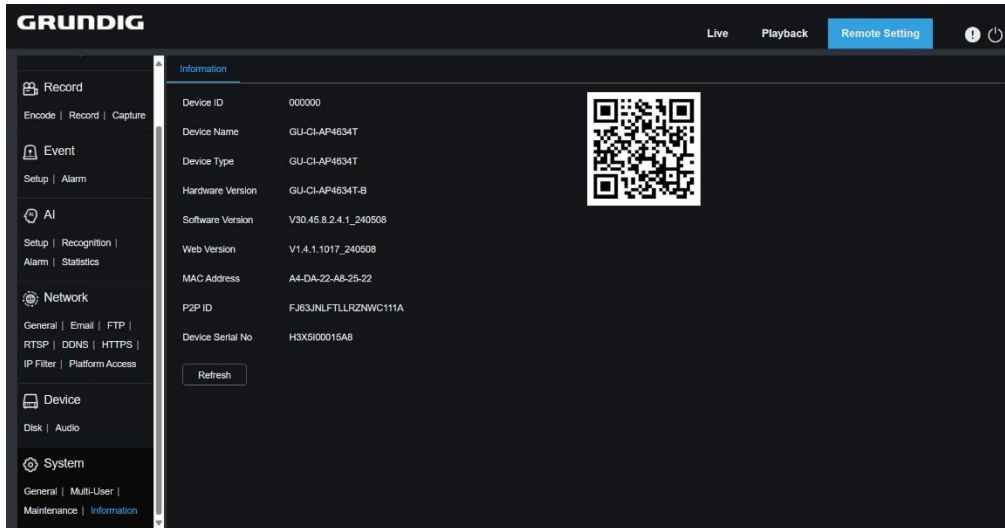 GRUNDIG
Live Playback Remote Setting
Record
Encode | Record | Capture
Event
Setup | Alarm
AI
Setup | Recognition |
Alarm | Statistics
Network
General | Email | FTP |
RTSP | DDNS | HTTPS |
IP Filter | Platform Access
Device
Disk | Audio
System
General | Multi-User |
Maintenance | Information
Information
Device ID 000000
Device Name GU-CI-AP4634T
Device Type GU-CI-AP4634T
Hardware Version GU-CI-AP4634T-B
Software Version V30.45.8.2.4.1_240508
Web Version V1.4.1.1017_240508
MAC Address A4-DA-22-A8-25-22
P2P ID FJ63JNLFTLLRZNWC111A
Device Serial No H3X5I00015A8
Refresh